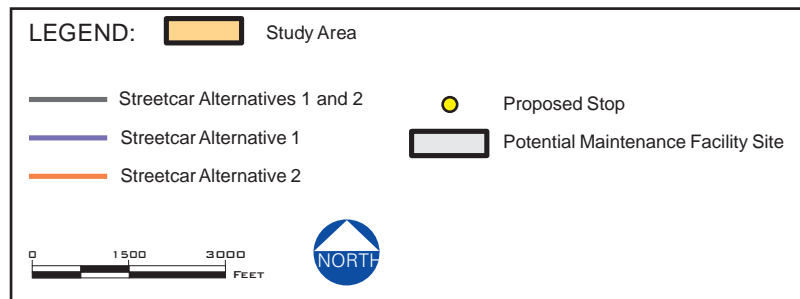 LEGEND: Study Area
Streetcar Alternatives 1 and 2
Streetcar Alternative 1
Streetcar Alternative 2
Proposed Stop
Potential Maintenance Facility Site
0 1500 3000
FEET
NORTH